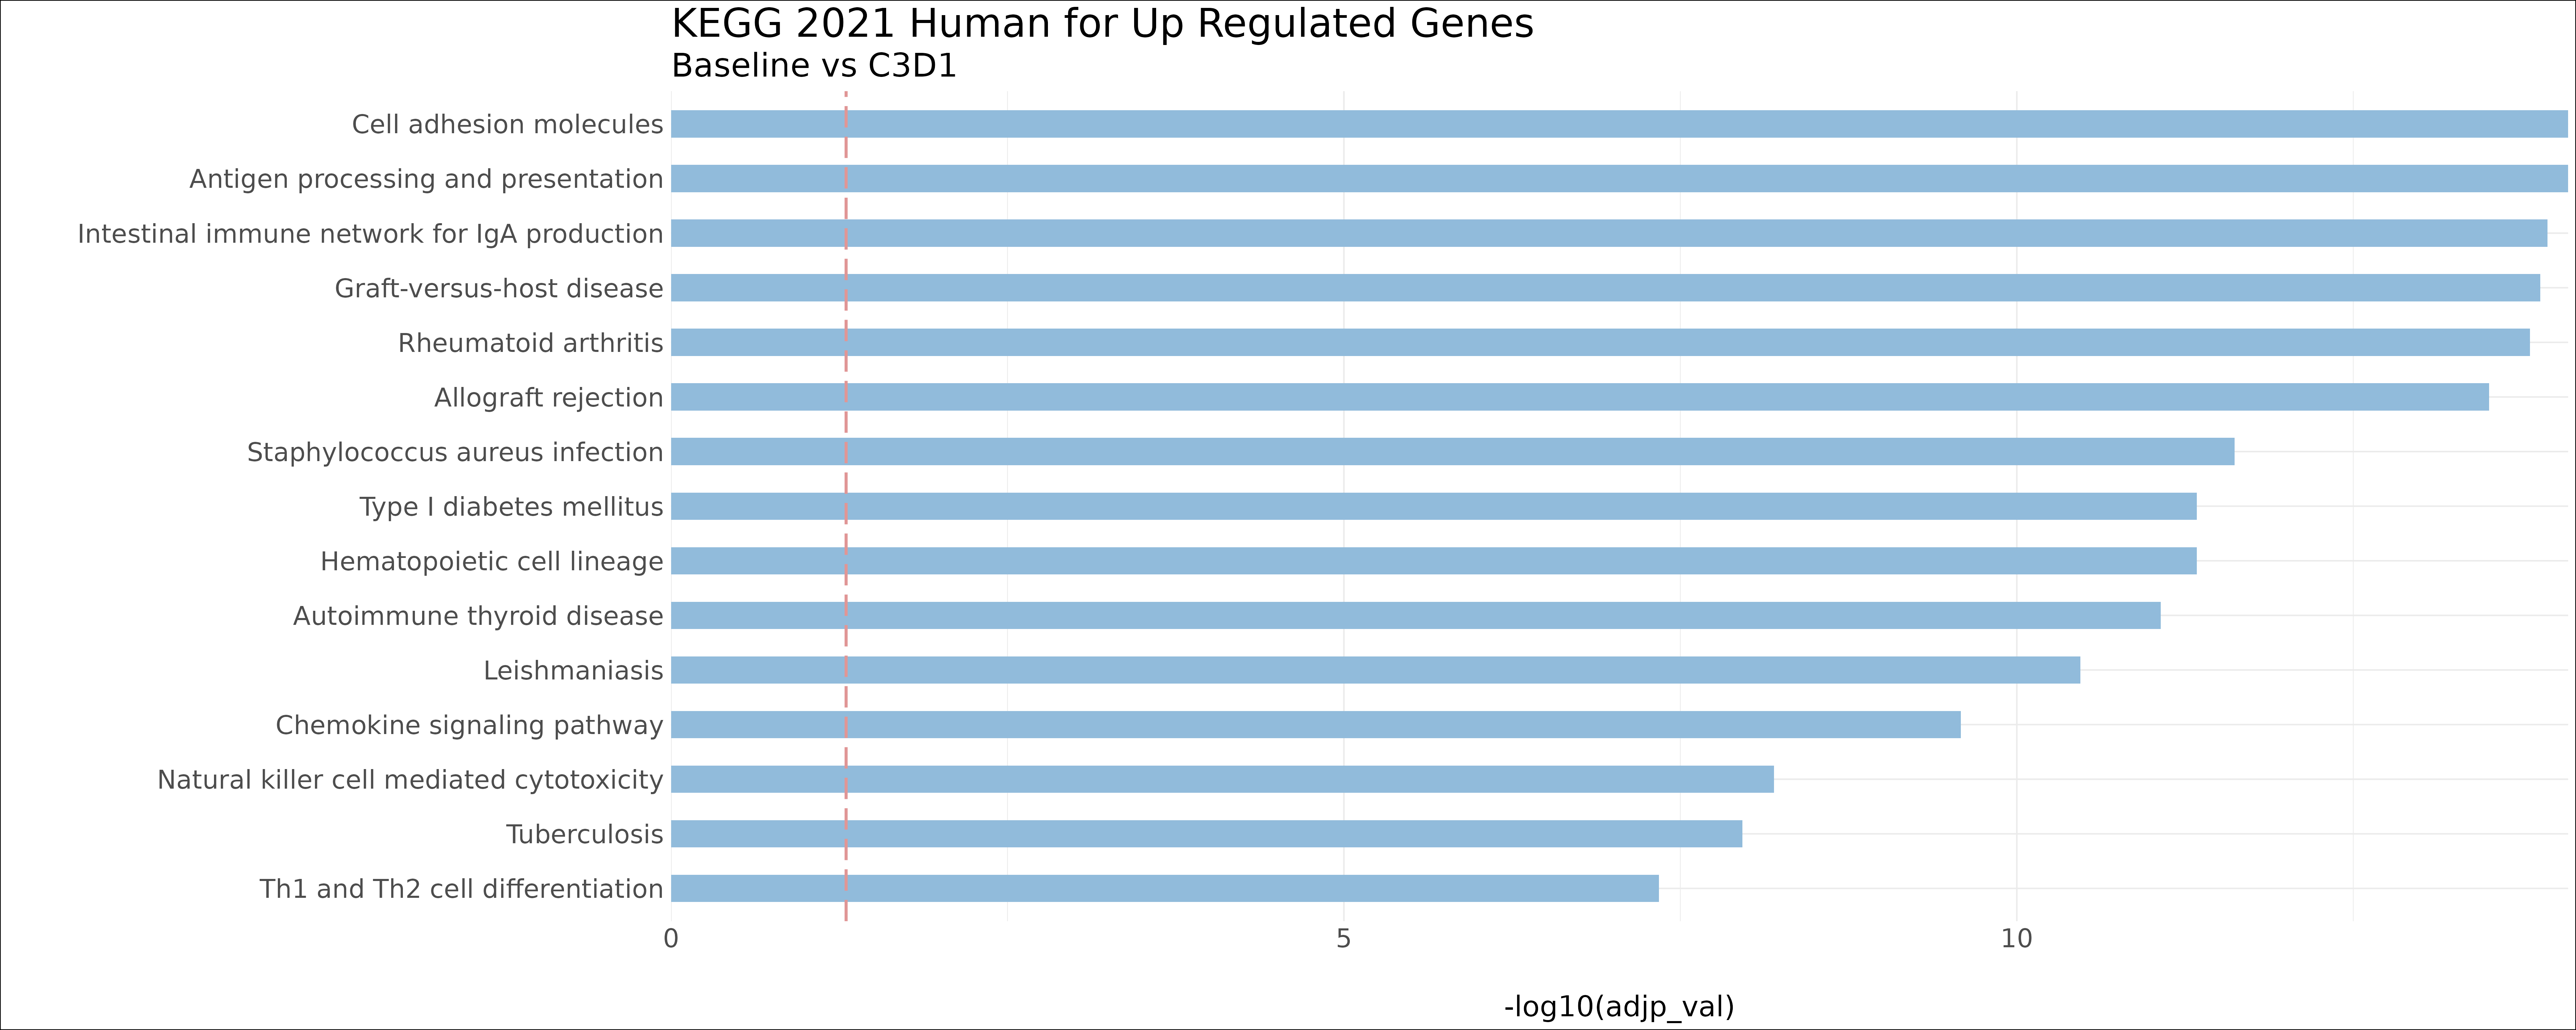 KEGG 2021 Human for Up Regulated Genes
Baseline vs C3D1
Cell adhesion molecules
Antigen processing and presentation
Intestinal immune network for IgA production
Graft-versus-host disease
Rheumatoid arthritis
Allograft rejection
Staphylococcus aureus infection
Type I diabetes mellitus
Hematopoietic cell lineage
Autoimmune thyroid disease
Leishmaniasis
Chemokine signaling pathway
Natural killer cell mediated cytotoxicity
Tuberculosis
Th1 and Th2 cell differentiation
0 5 10
-log10(adjp_val)